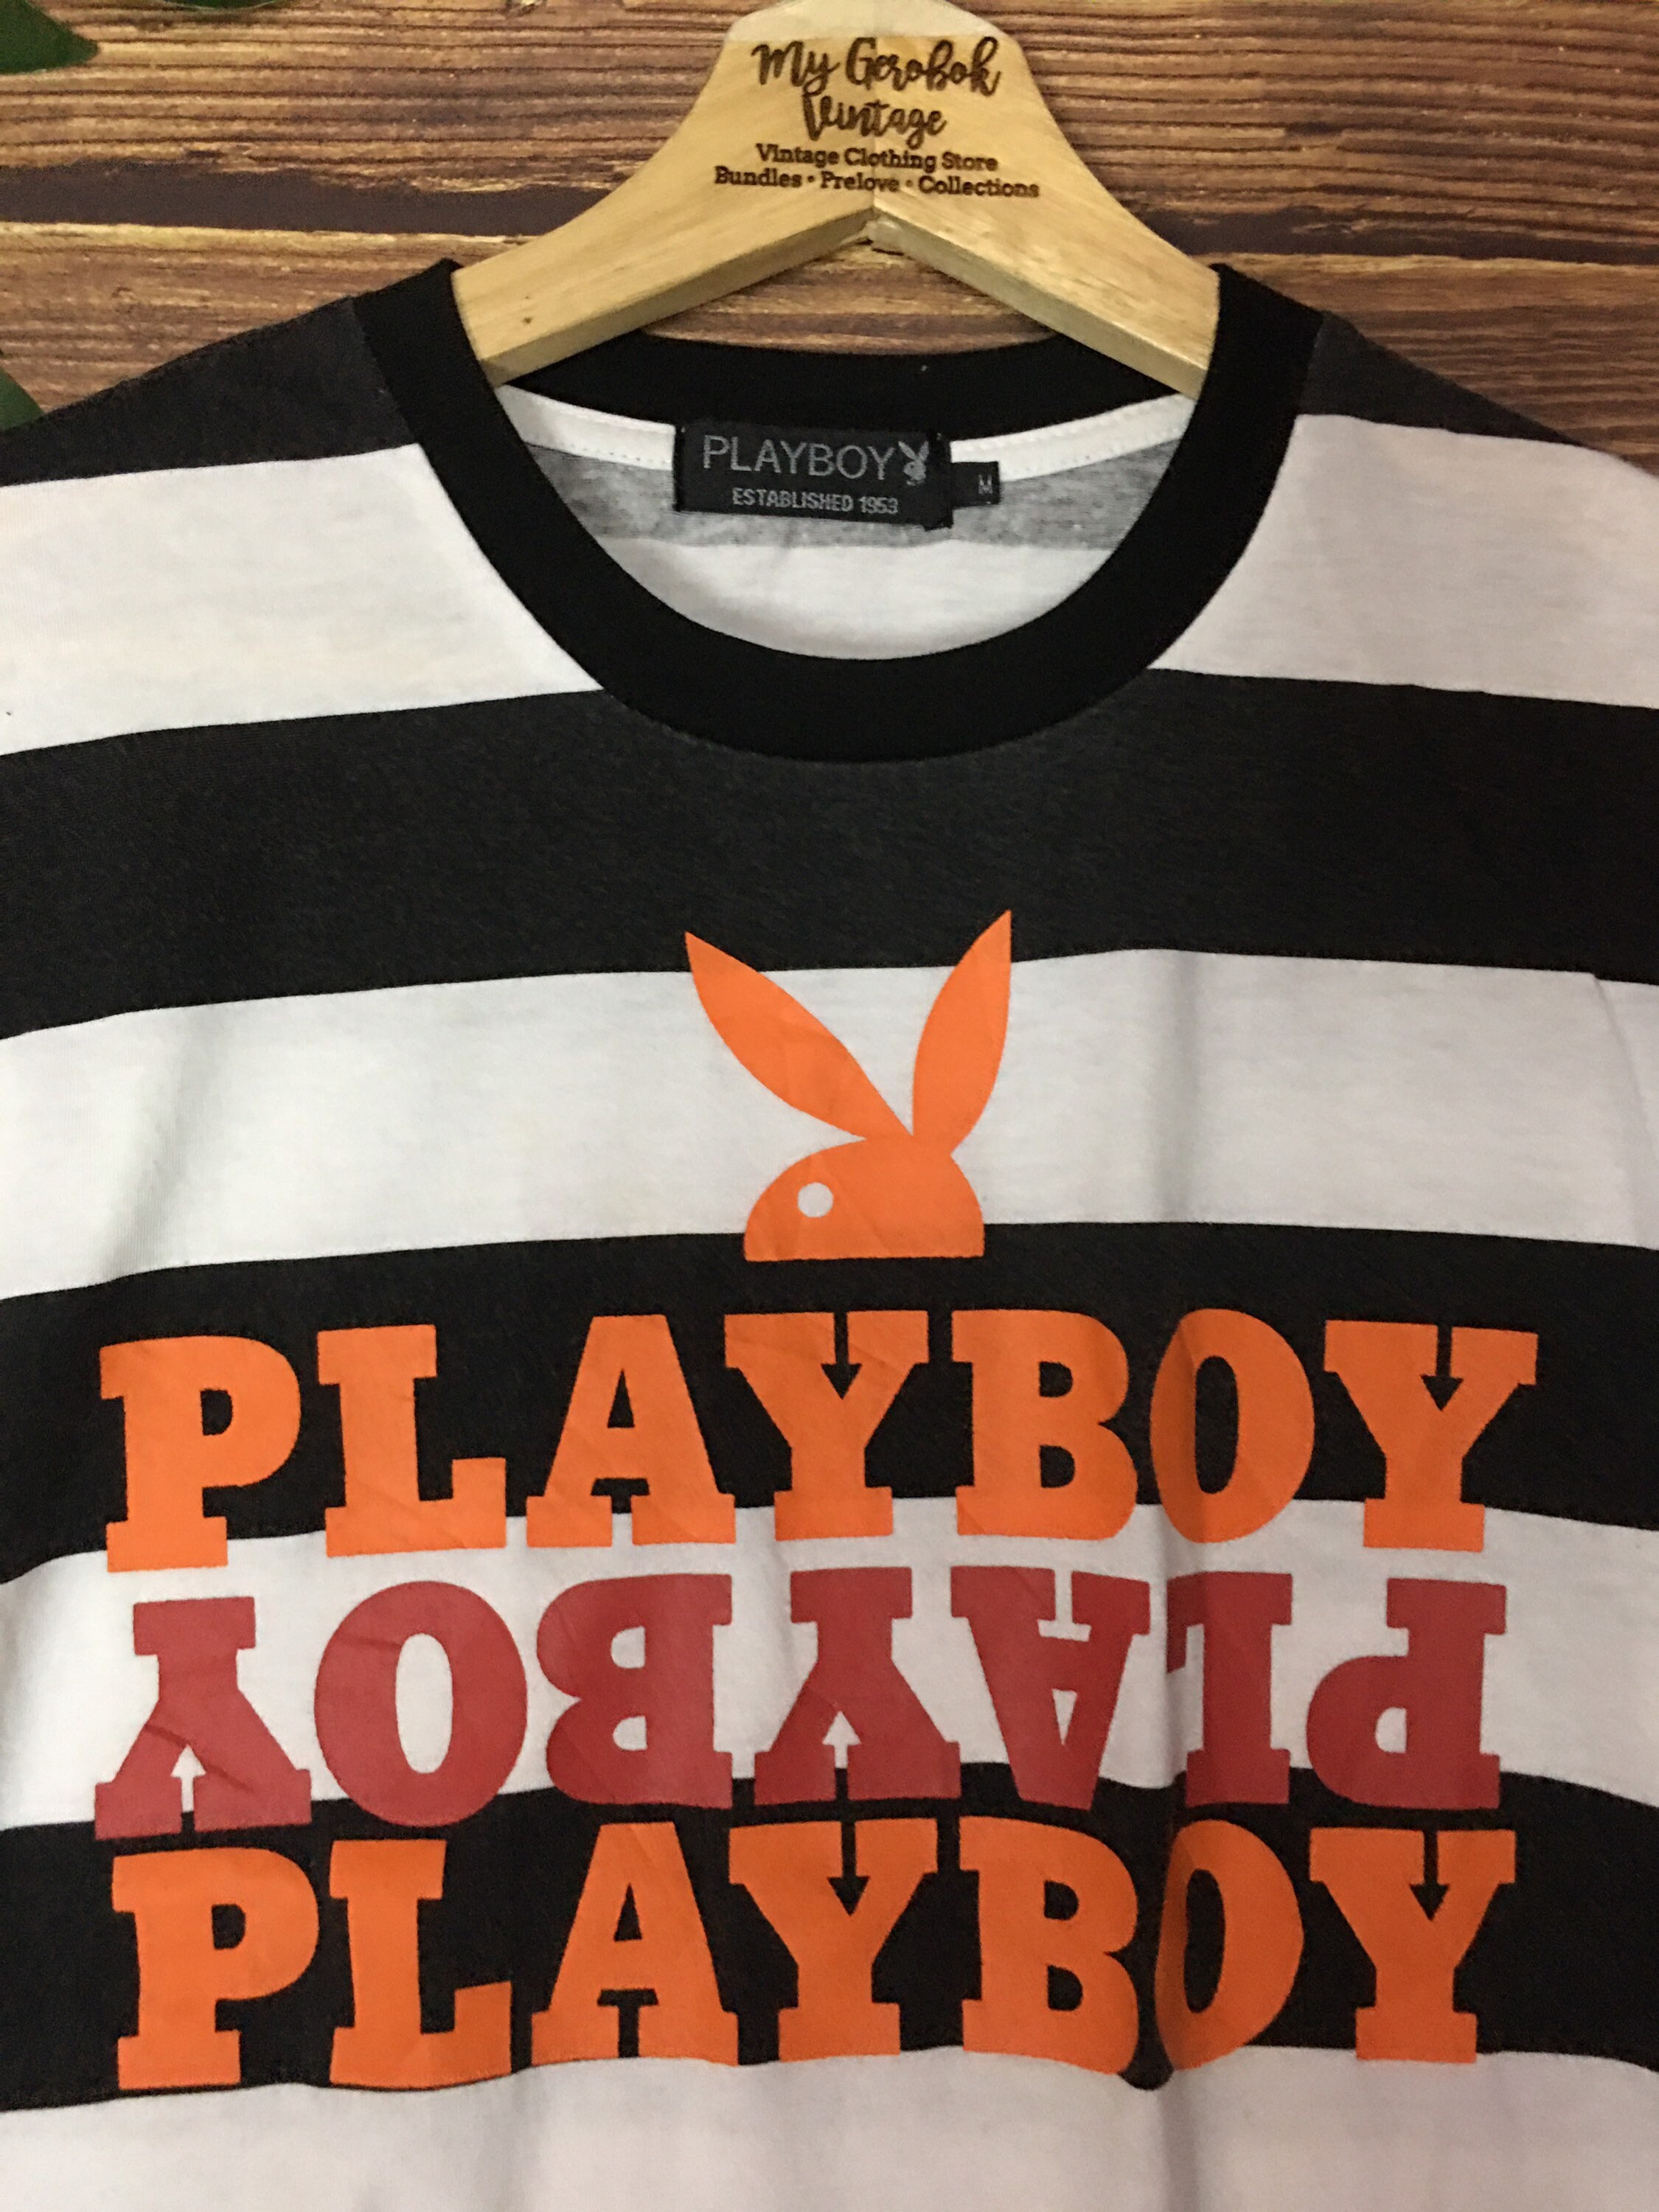 My Gerobok
Vintage
Vintage Clothing Store
Bundles • Prelove • Collections
PLAYBOY
ESTABLISHED 1953
M
PLAYBOY
PLAYBOY
PLAYBOY